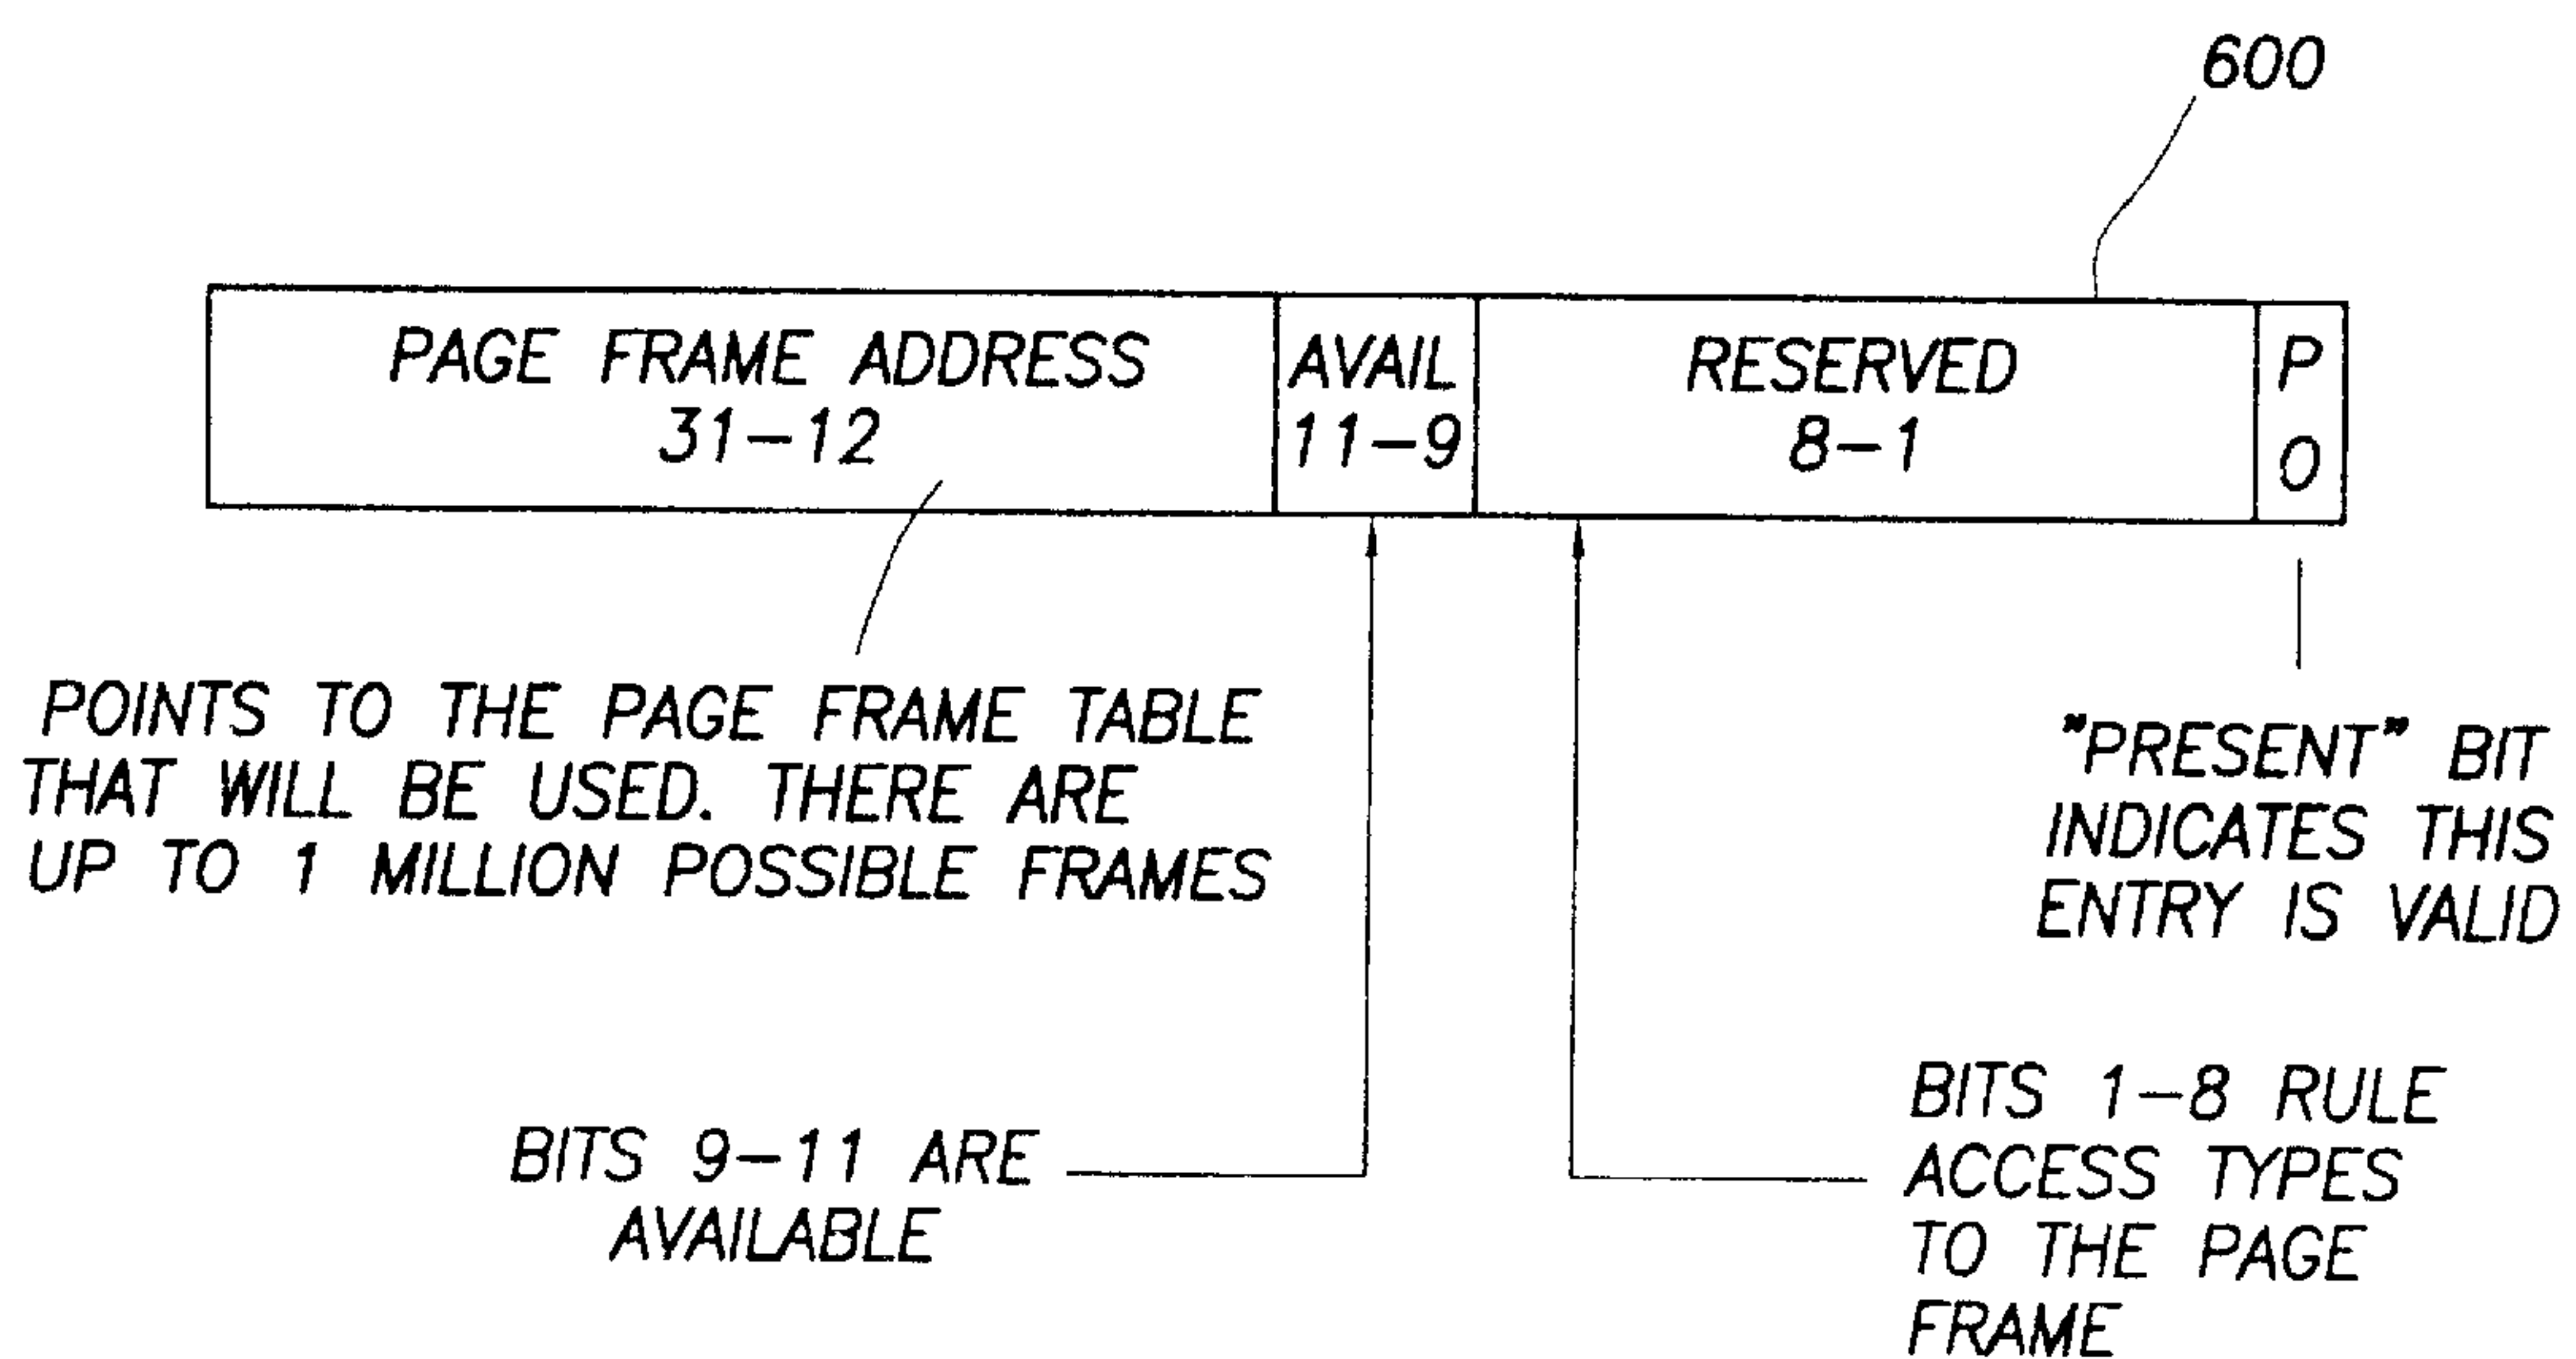 600
PAGE FRAME ADDRESS
31-12
AVAIL
11-9
RESERVED
8-1
P
0
POINTS TO THE PAGE FRAME TABLE
THAT WILL BE USED. THERE ARE
UP TO 1 MILLION POSSIBLE FRAMES
"PRESENT" BIT
INDICATES THIS
ENTRY IS VALID
BITS 9-11 ARE
AVAILABLE
BITS 1-8 RULE
ACCESS TYPES
TO THE PAGE
FRAME